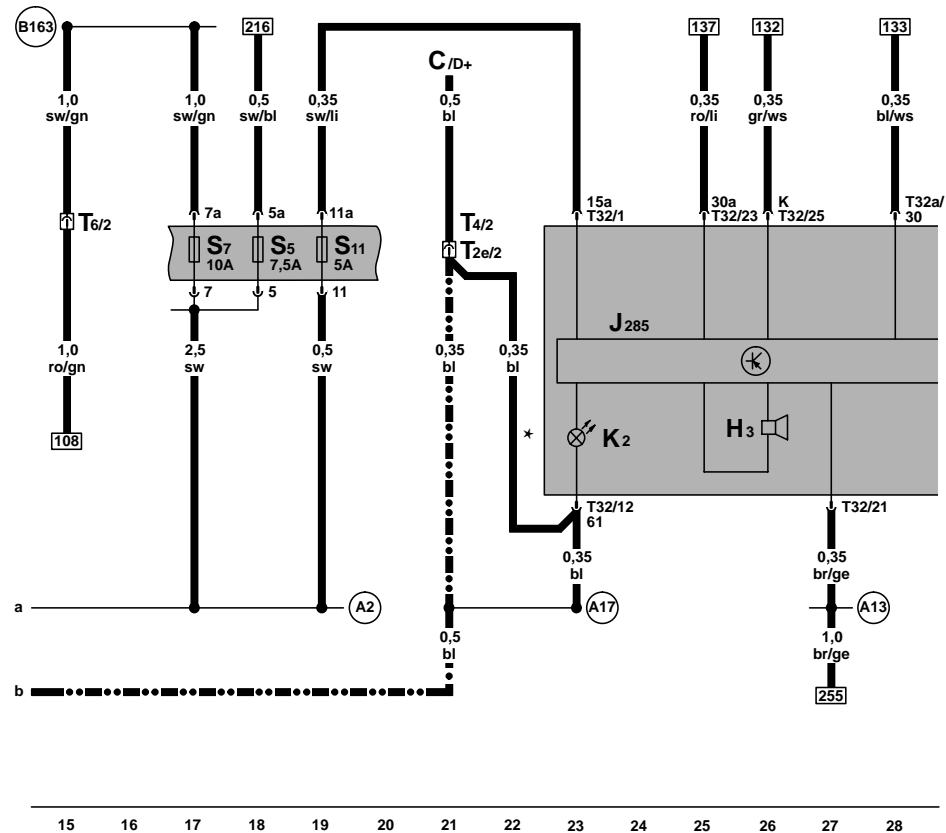 B163 216 137 132 133
C/D+
1,0 1,0 0,5 0,35 0,5 0,35 0,35 0,35
sw/gn sw/gn sw/bl sw/li bl ro/li gr/ws bl/ws
15a 30a K T32a/
T32/1 T32/23 T32/25 30
7a 5a 11a
T6/2 T4/2
S7 S5 S11 T2e/2
10A 7,5A 5A
7 5 11
J285
1,0 2,5 0,5 0,35 0,35
ro/gn sw sw bl bl
108 * K2 H3
T32/12 T32/21
61
0,35 0,35
bl br/ge
a A2 A17 A13
0,5 1,0
bl br/ge
b 255
15 16 17 18 19 20 21 22 23 24 25 26 27 28